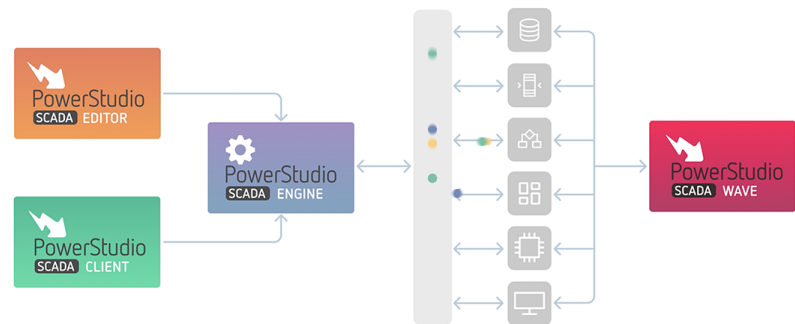 PowerStudio
SCADA EDITOR
PowerStudio
SCADA ENGINE
PowerStudio
SCADA CLIENT
PowerStudio
SCADA WAVE